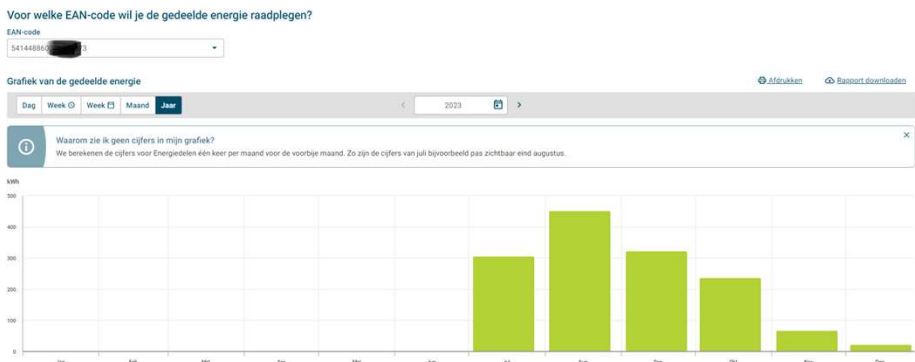 Voor welke EAN-code wil je de gedeelde energie raadplegen?
EAN-code
541448860 73
Grafiek van de gedeelde energie
Afdrukken Rapport downloaden
Dag Week Week Maand Jaar 2023
Waarom zie ik geen cijfers in mijn grafiek?
We berekenen de cijfers voor Energiedelen één keer per maand voor de voorbije maand. Zo zijn de cijfers van juli bijvoorbeeld pas zichtbaar eind augustus.
kWh
500
400
300
200
100
0